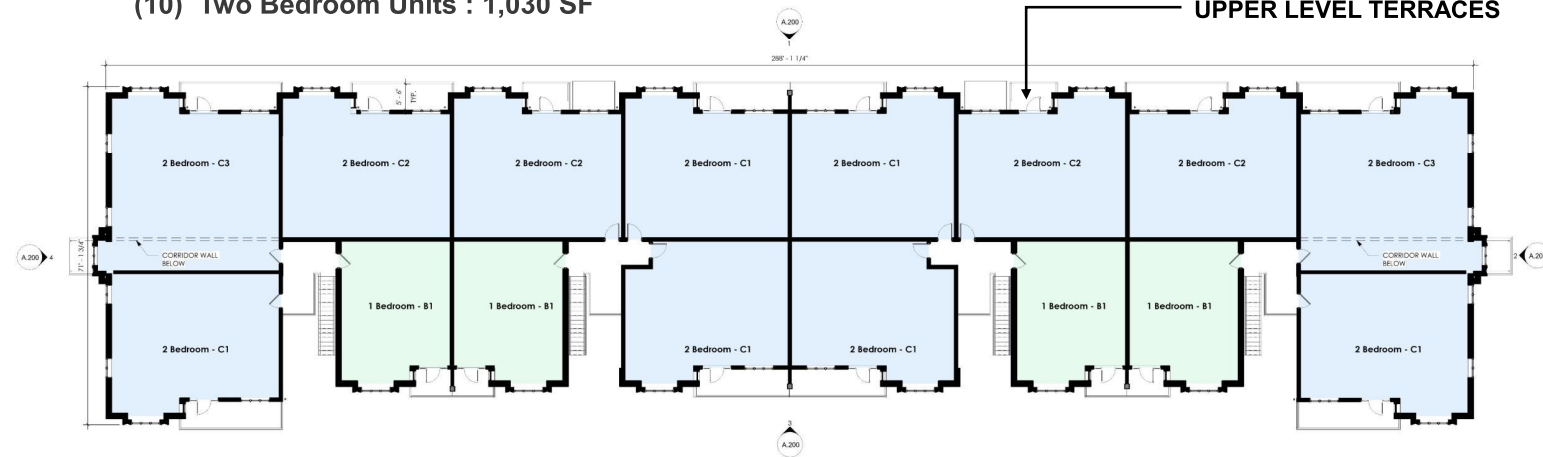 (10) Two Bedroom Units : 1,030 SF
UPPER LEVEL TERRACES
A.200
1
288' - 1 1/4"
5' - 6"
TYP.
2 Bedroom - C3
2 Bedroom - C2
2 Bedroom - C2
2 Bedroom - C1
2 Bedroom - C1
2 Bedroom - C2
2 Bedroom - C2
2 Bedroom - C3
A.200
4
71' - 1 3/4"
CORRIDOR WALL
BELOW
CORRIDOR WALL
BELOW
2
A.20
1 Bedroom - B1
1 Bedroom - B1
1 Bedroom - B1
1 Bedroom - B1
2 Bedroom - C1
2 Bedroom - C1
2 Bedroom - C1
2 Bedroom - C1
3
A.200